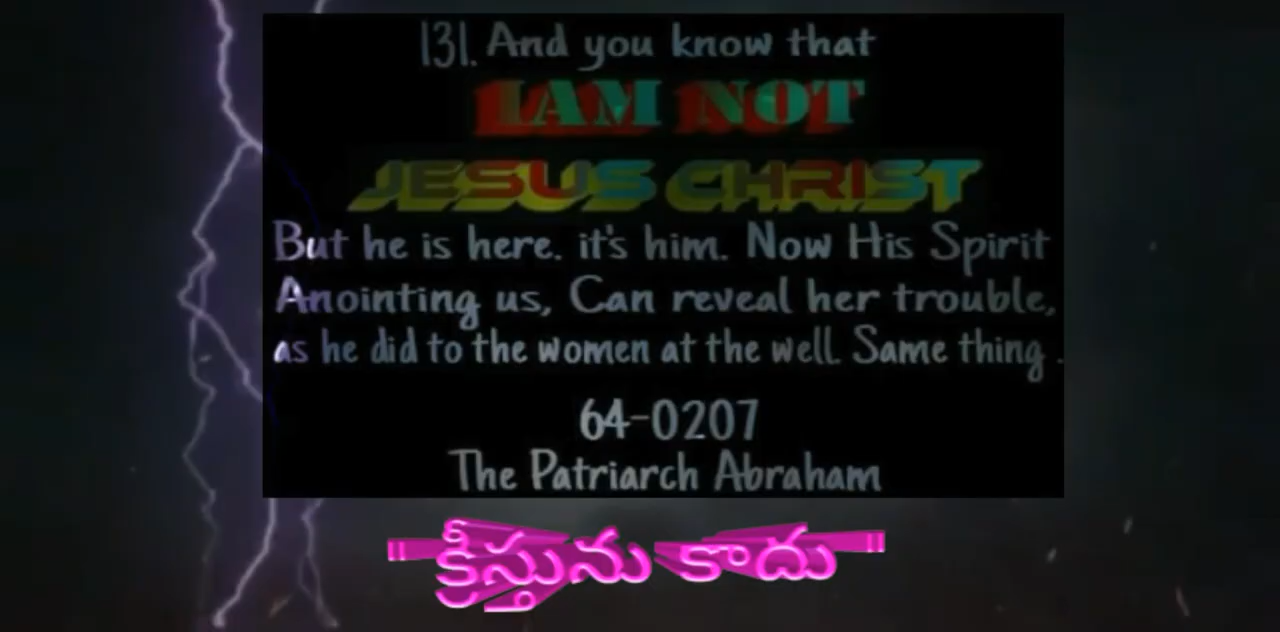 131. And you know that
I AM NOT
JESUS CHRIST
But he is here. it's him. Now His Spirit
Anointing us, Can reveal her trouble,
as he did to the women at the well. Same thing.
64-0207
The Patriarch Abraham
- క్రీస్తును కాదు -